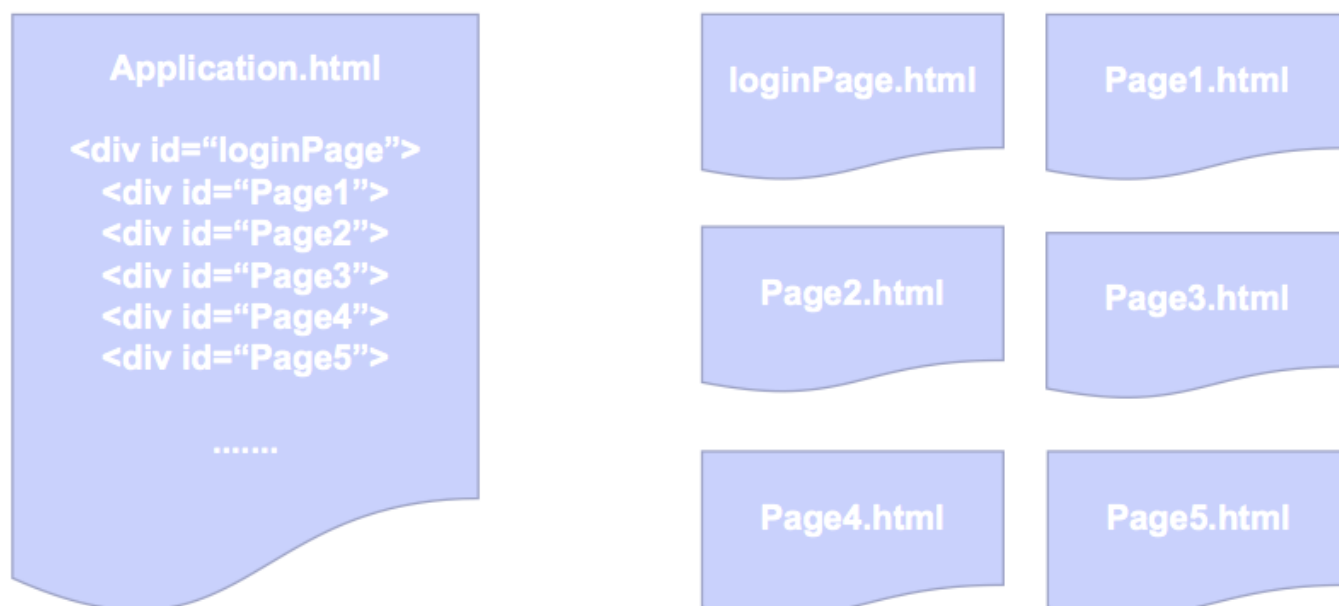 Application.html
<div id=“loginPage”>
<div id=“Page1”>
<div id=“Page2”>
<div id=“Page3”>
<div id=“Page4”>
<div id=“Page5”>
.......
loginPage.html
Page1.html
Page2.html
Page3.html
Page4.html
Page5.html